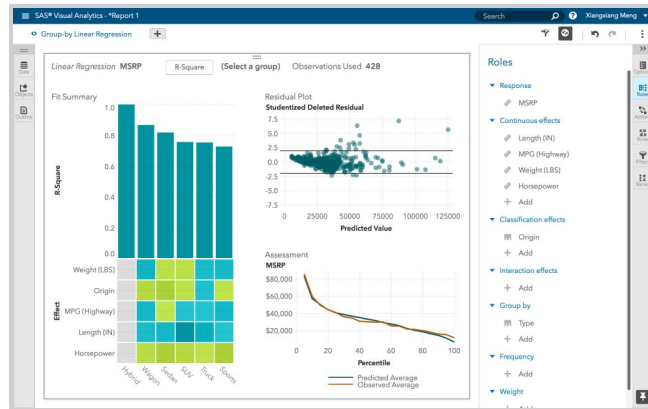 SAS® Visual Analytics - *Report 1
Search
Xiangxiang Meng
Group-by Linear Regression
Linear Regression MSRP R-Square (Select a group) Observations Used 428
Fit Summary
1.0
0.8
0.6
0.4
0.2
0.0
R-Square
Weight (LBS)
Origin
MPG (Highway)
Length (IN)
Horsepower
Effect
Hybrid
Wagon
Sedan
SUV
Truck
Sports
Residual Plot
Studentized Deleted Residual
7.5
5.0
2.5
0.0
-2.5
-5.0
-7.5
0 25000 50000 75000 100000 125000
Predicted Value
Assessment
MSRP
$80,000
$60,000
$40,000
$20,000
0 20 40 60 80 100
Percentile
Predicted Average
Observed Average
Roles
Response
MSRP
Continuous effects
Length (IN)
MPG (Highway)
Weight (LBS)
Horsepower
Add
Classification effects
Origin
Add
Interaction effects
Add
Group by
Type
Add
Frequency
Add
Weight
Data
Objects
Outline
Roles